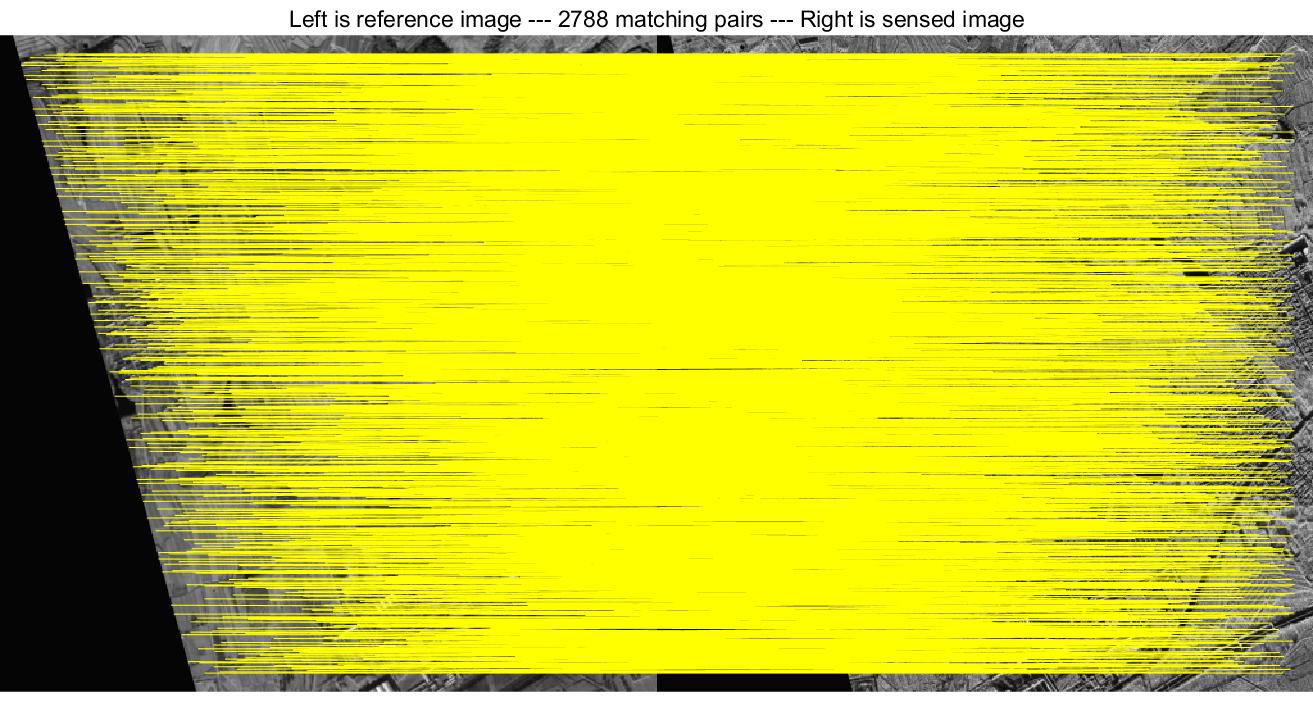 Left is reference image --- 2788 matching pairs --- Right is sensed image